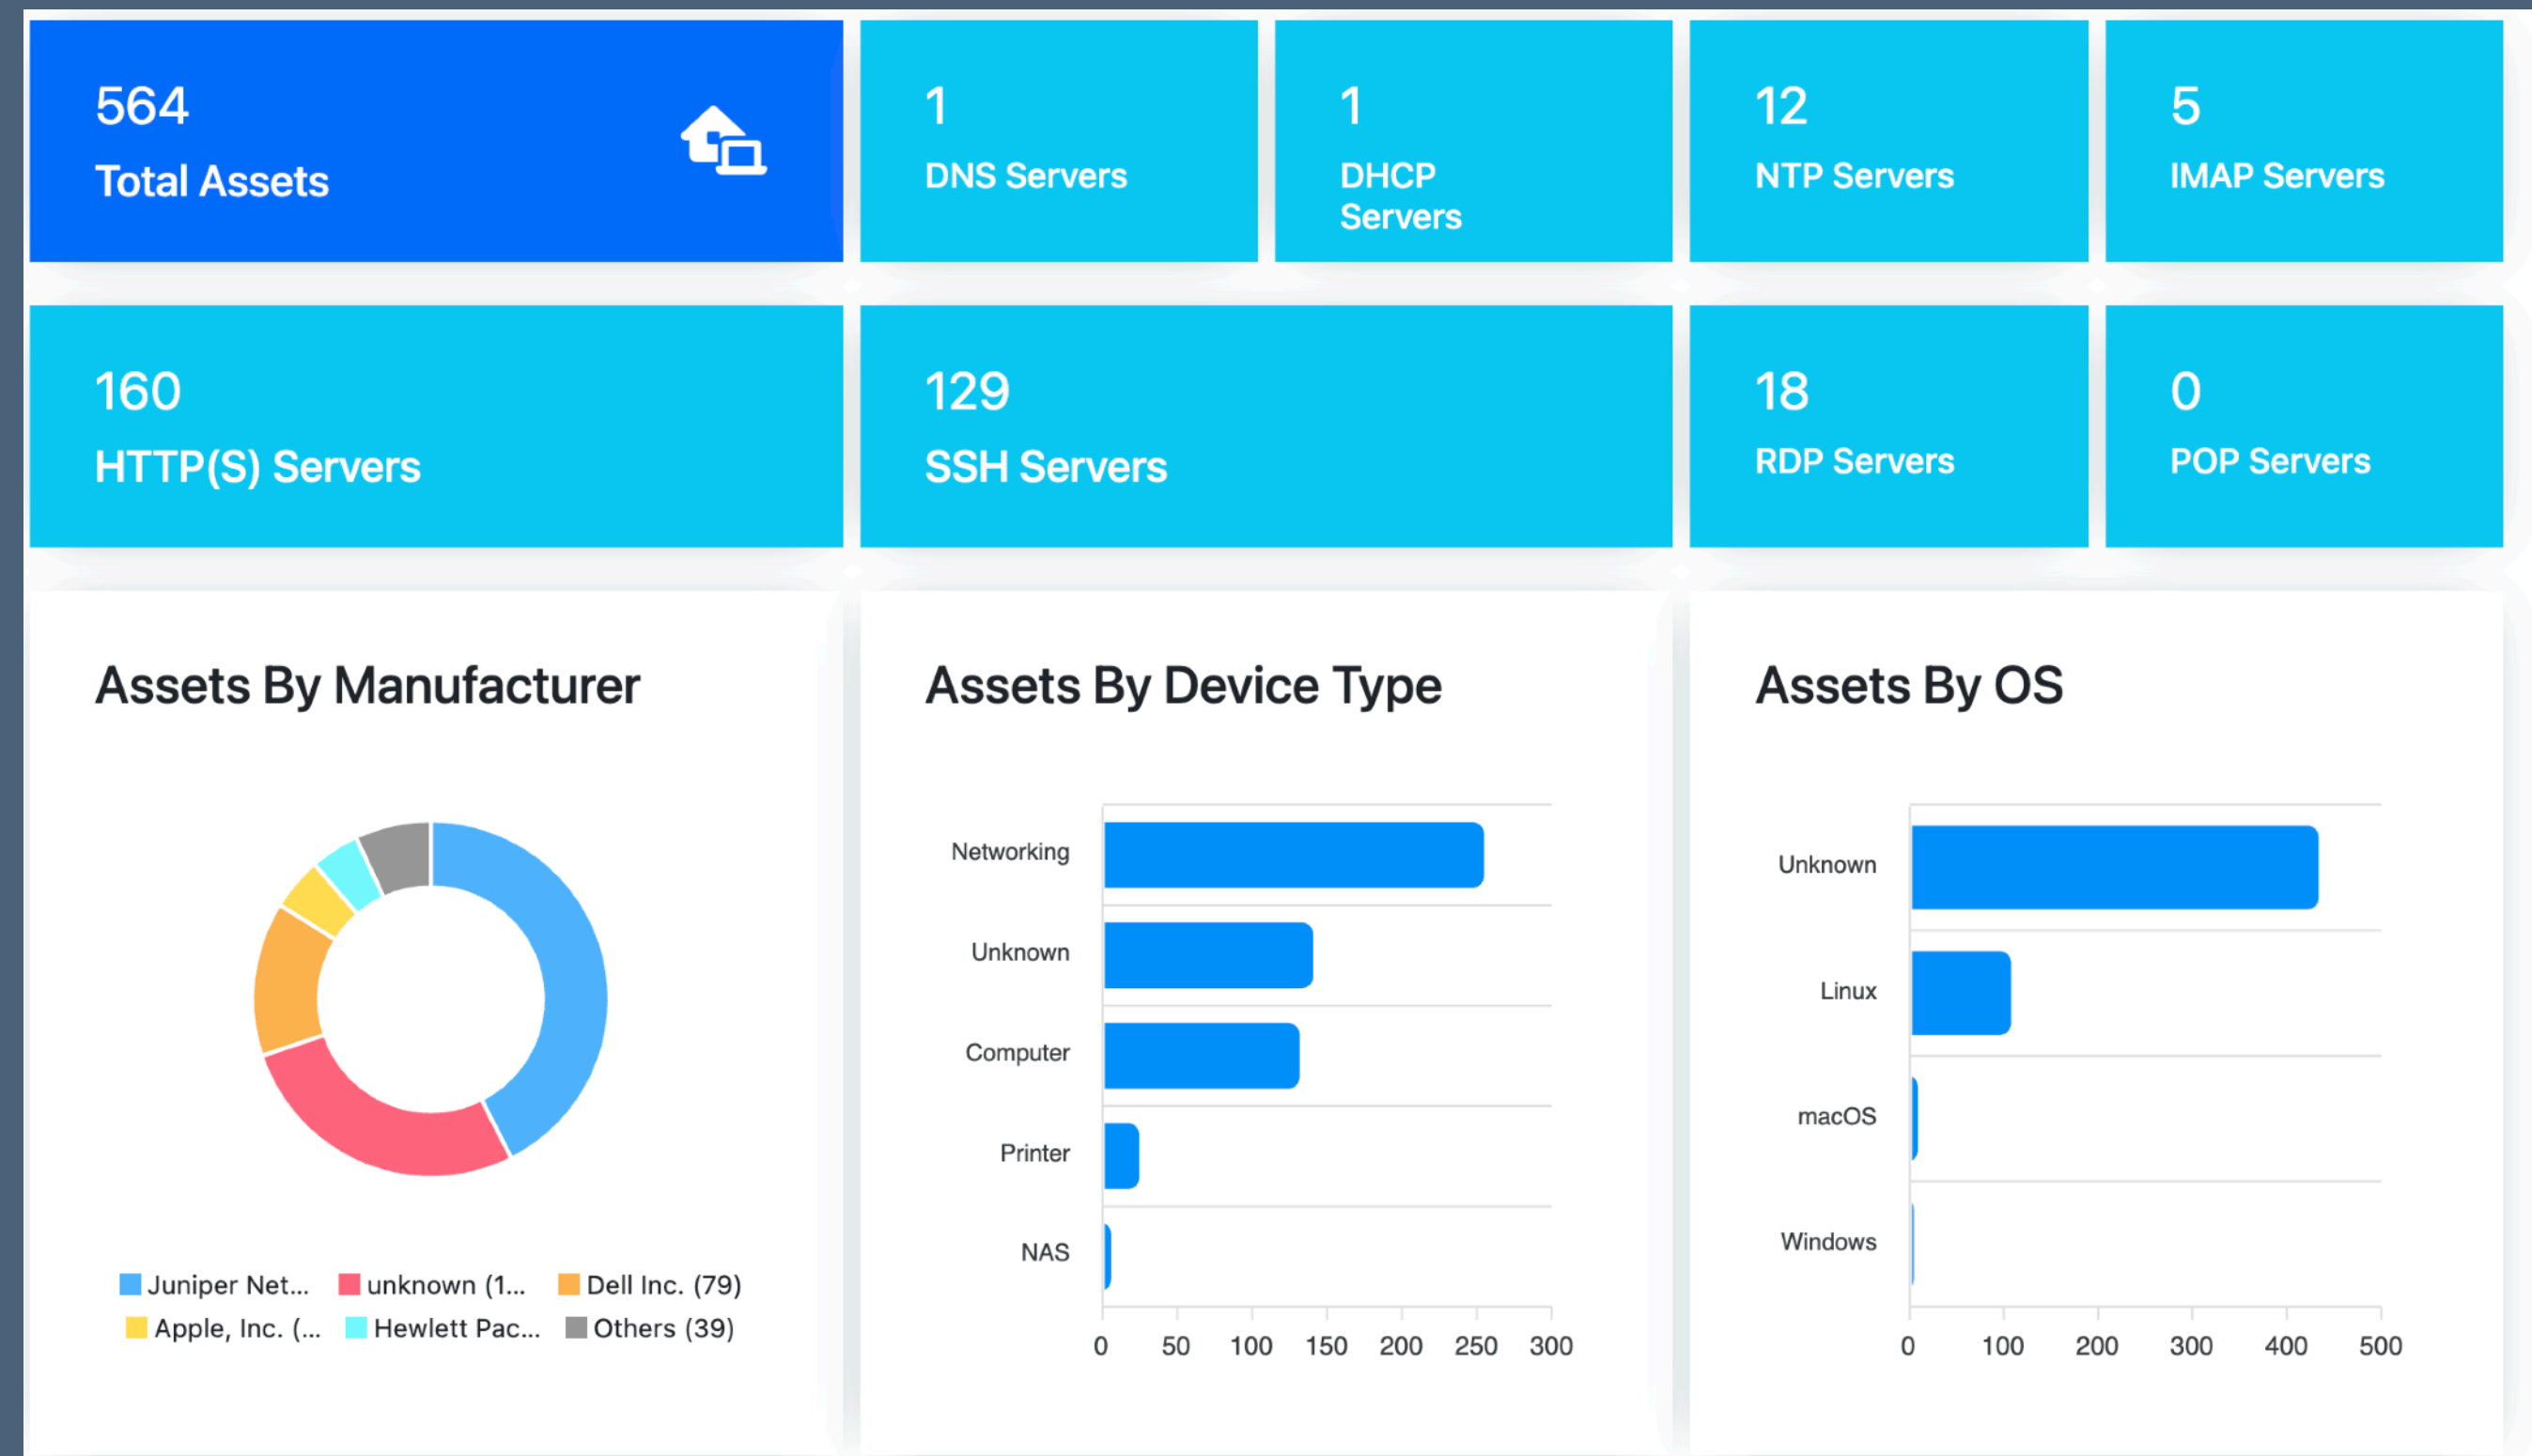 564
Total Assets
1
DNS Servers
1
DHCP
Servers
12
NTP Servers
5
IMAP Servers
160
HTTP(S) Servers
129
SSH Servers
18
RDP Servers
0
POP Servers
Assets By Manufacturer
Juniper Net... unknown (1... Dell Inc. (79)
Apple, Inc. (... Hewlett Pac... Others (39)
Assets By Device Type
Networking
Unknown
Computer
Printer
NAS
0 50 100 150 200 250 300
Assets By OS
Unknown
Linux
macOS
Windows
0 100 200 300 400 500